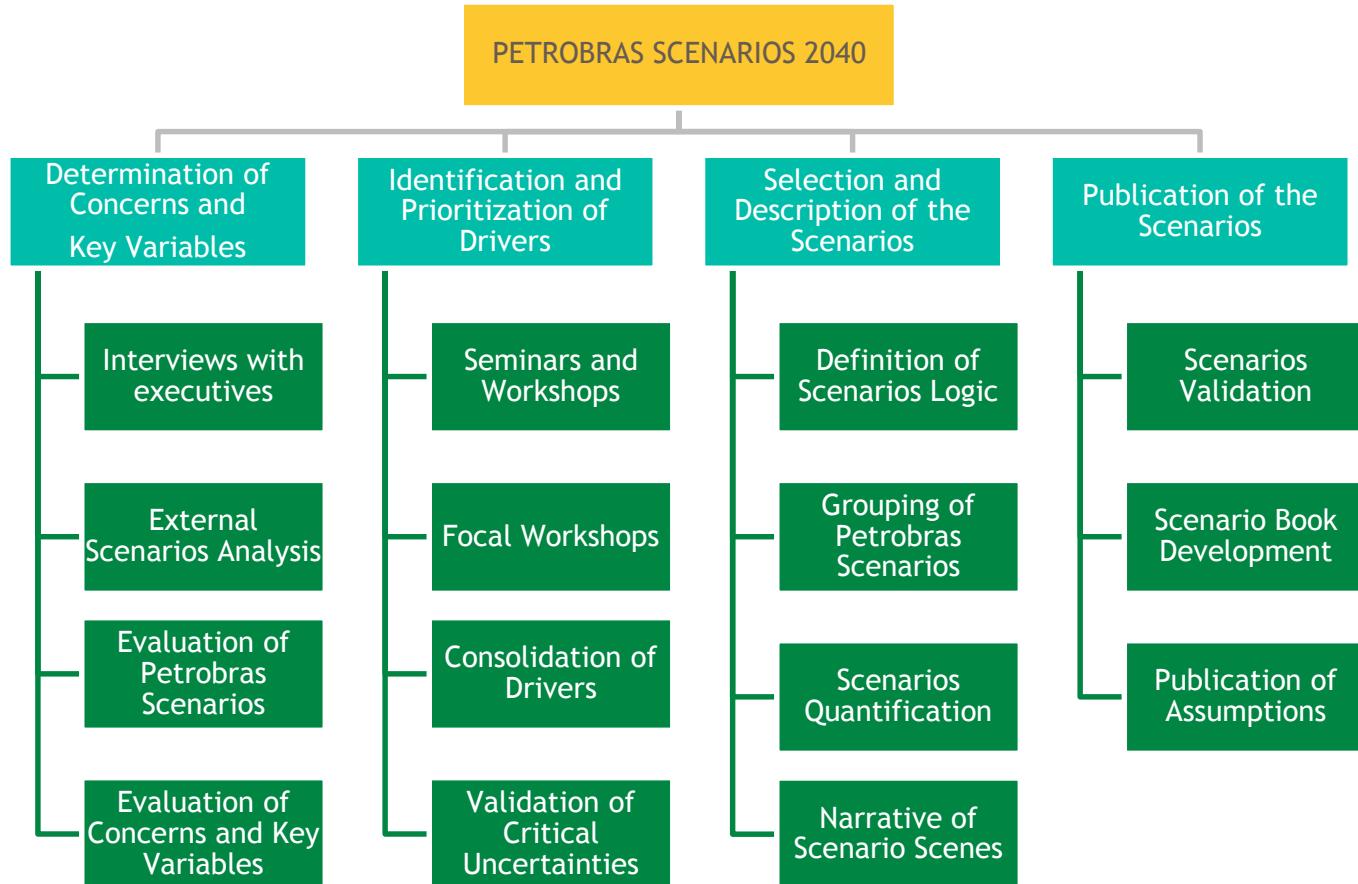 PETROBRAS SCENARIOS 2040
Determination of
Concerns and
Key Variables
Interviews with
executives
External
Scenarios Analysis
Evaluation of
Petrobras
Scenarios
Evaluation of
Concerns and Key
Variables
Identification and
Prioritization of
Drivers
Seminars and
Workshops
Focal Workshops
Consolidation of
Drivers
Validation of
Critical
Uncertainties
Selection and
Description of the
Scenarios
Definition of
Scenarios Logic
Grouping of
Petrobras
Scenarios
Scenarios
Quantification
Narrative of
Scenario Scenes
Publication of the
Scenarios
Scenarios
Validation
Scenario Book
Development
Publication of
Assumptions